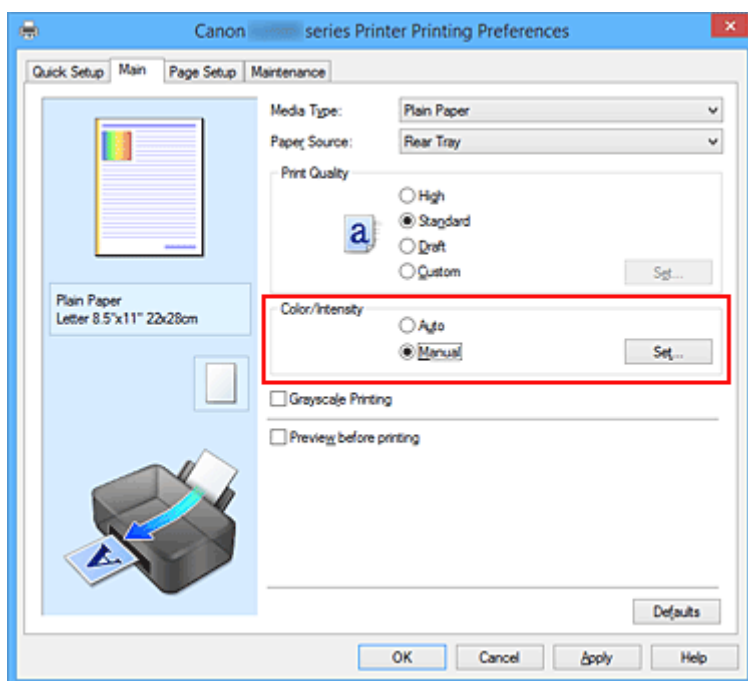 Canon series Printer Printing Preferences
Quick Setup Main Page Setup Maintenance
Media Type: Plain Paper
Paper Source: Rear Tray
Print Quality
High
a Standard
Draft
Custom Set...
Plain Paper
Letter 8.5"x11" 22x28cm
Color/Intensity
Auto
Manual Set...
Grayscale Printing
Preview before printing
A
Defaults
OK Cancel Apply Help